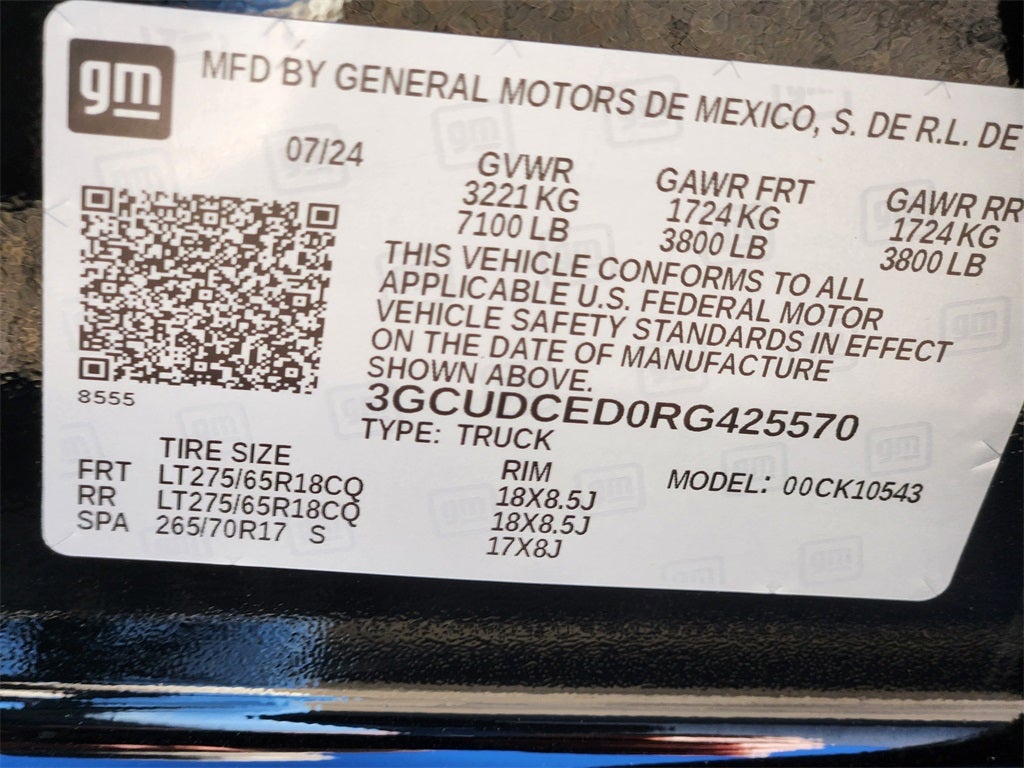 gm
MFD BY GENERAL MOTORS DE MEXICO, S. DE R.L. DE
07/24
GVWR GAWR FRT GAWR RR
3221 KG 1724 KG 1724 KG
7100 LB 3800 LB 3800 LB
THIS VEHICLE CONFORMS TO ALL
APPLICABLE U.S. FEDERAL MOTOR
VEHICLE SAFETY STANDARDS IN EFFECT
ON THE DATE OF MANUFACTURE
SHOWN ABOVE.
8555
3GCUDCED0RG425570
TYPE: TRUCK
MODEL: 00CK10543
TIRE SIZE RIM
FRT LT275/65R18CQ 18X8.5J
RR LT275/65R18CQ 18X8.5J
SPA 265/70R17 S 17X8J